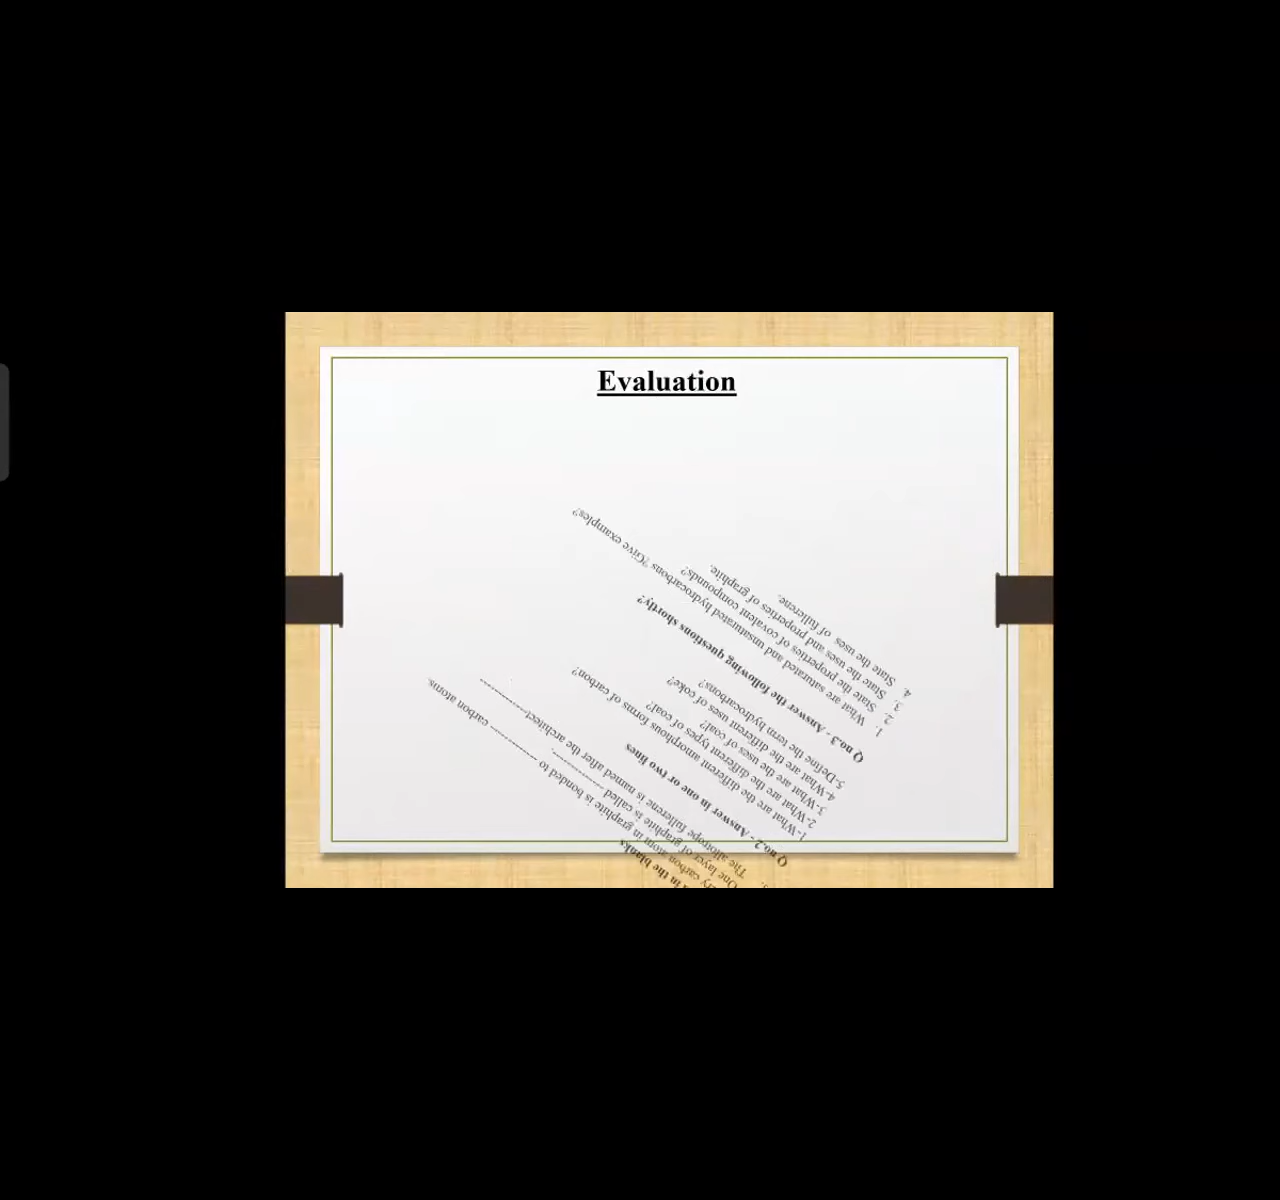 Evaluation
in the blanks
carbon atom in graphite is bonded to ---------------- carbon atoms.
One layer of graphite is called ----------------.
The allotrope fullerene is named after the architect----------------
Q no.2 - Answer in one or two lines
1-What are the different amorphous forms of carbon?
2-What are the different types of coal?
3-What are the uses of coal?
4-What are the different uses of coke?
5-Define the term hydrocarbons?
Q no.3 - Answer the following questions shortly?
1. What are saturated and unsaturated hydrocarbons?Give examples?
2. State the properties of covalent compounds?
3. State the uses and properties of graphite.
4. State the uses of fullerene.